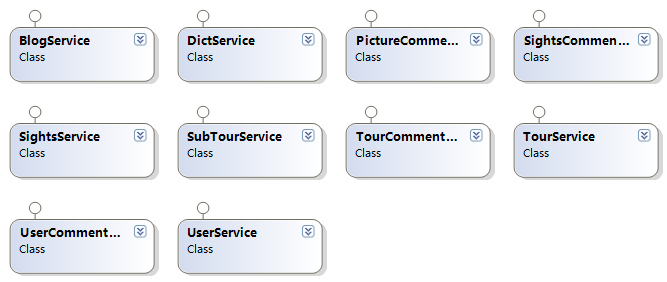 BlogService
Class
DictService
Class
PictureComme...
Class
SightsCommen...
Class
SightsService
Class
SubTourService
Class
TourComment...
Class
TourService
Class
UserComment...
Class
UserService
Class